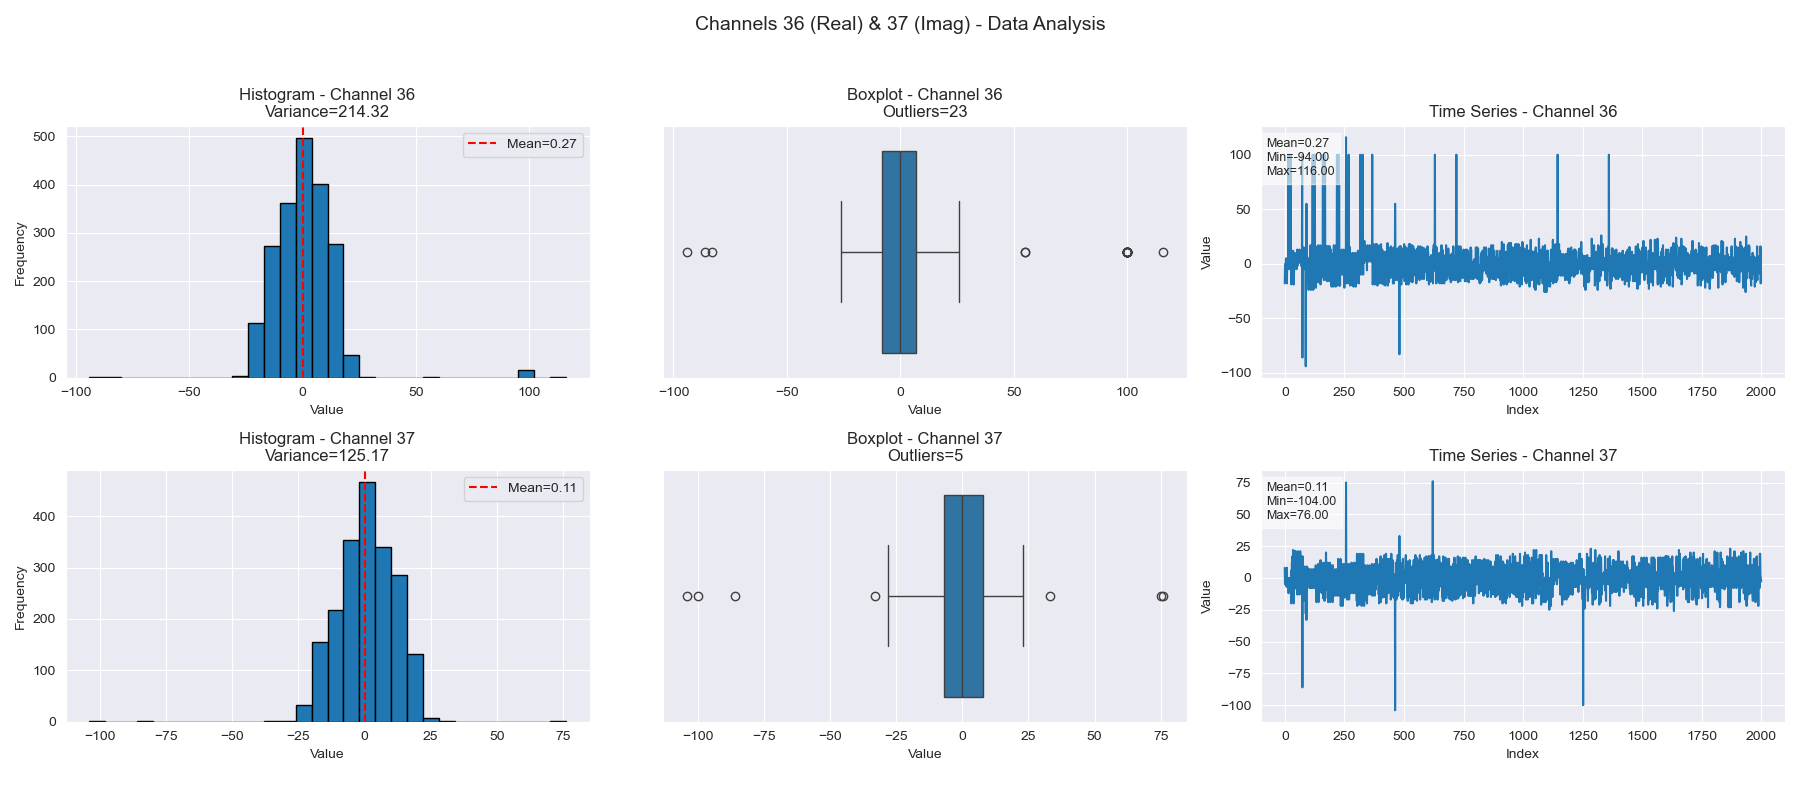 Channels 36 (Real) & 37 (Imag) - Data Analysis
Histogram - Channel 36
Variance=214.32
Mean=0.27
500
400
300
200
100
0
Frequency
−100
−50
0
50
100
Value
Boxplot - Channel 36
Outliers=23
−100
−50
0
50
100
Value
Time Series - Channel 36
Mean=0.27
Min=-94.00
Max=116.00
100
50
0
−50
−100
Value
0
250
500
750
1000
1250
1500
1750
2000
Index
Histogram - Channel 37
Variance=125.17
Mean=0.11
400
300
200
100
0
Frequency
−100
−75
−50
−25
0
25
50
75
Value
Boxplot - Channel 37
Outliers=5
−100
−75
−50
−25
0
25
50
75
Value
Time Series - Channel 37
Mean=0.11
Min=-104.00
Max=76.00
75
50
25
0
−25
−50
−75
−100
Value
0
250
500
750
1000
1250
1500
1750
2000
Index